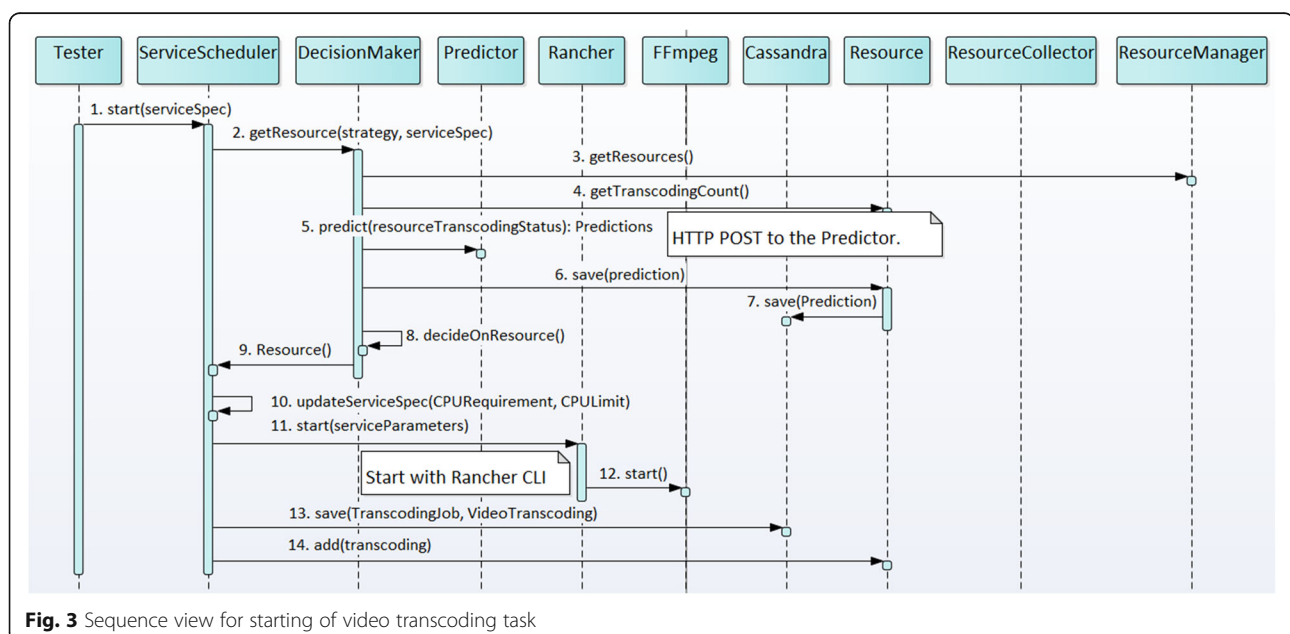 Tester
ServiceScheduler
DecisionMaker
Predictor
Rancher
FFmpeg
Cassandra
Resource
ResourceCollector
ResourceManager
1. start(serviceSpec)
2. getResource(strategy, serviceSpec)
3. getResources()
4. getTranscodingCount()
5. predict(resourceTranscodingStatus): Predictions
HTTP POST to the Predictor.
6. save(prediction)
7. save(Prediction)
8. decideOnResource()
9. Resource()
10. updateServiceSpec(CPURequirement, CPULimit)
11. start(serviceParameters)
Start with Rancher CLI
12. start()
13. save(TranscodingJob, VideoTranscoding)
14. add(transcoding)
Fig. 3 Sequence view for starting of video transcoding task